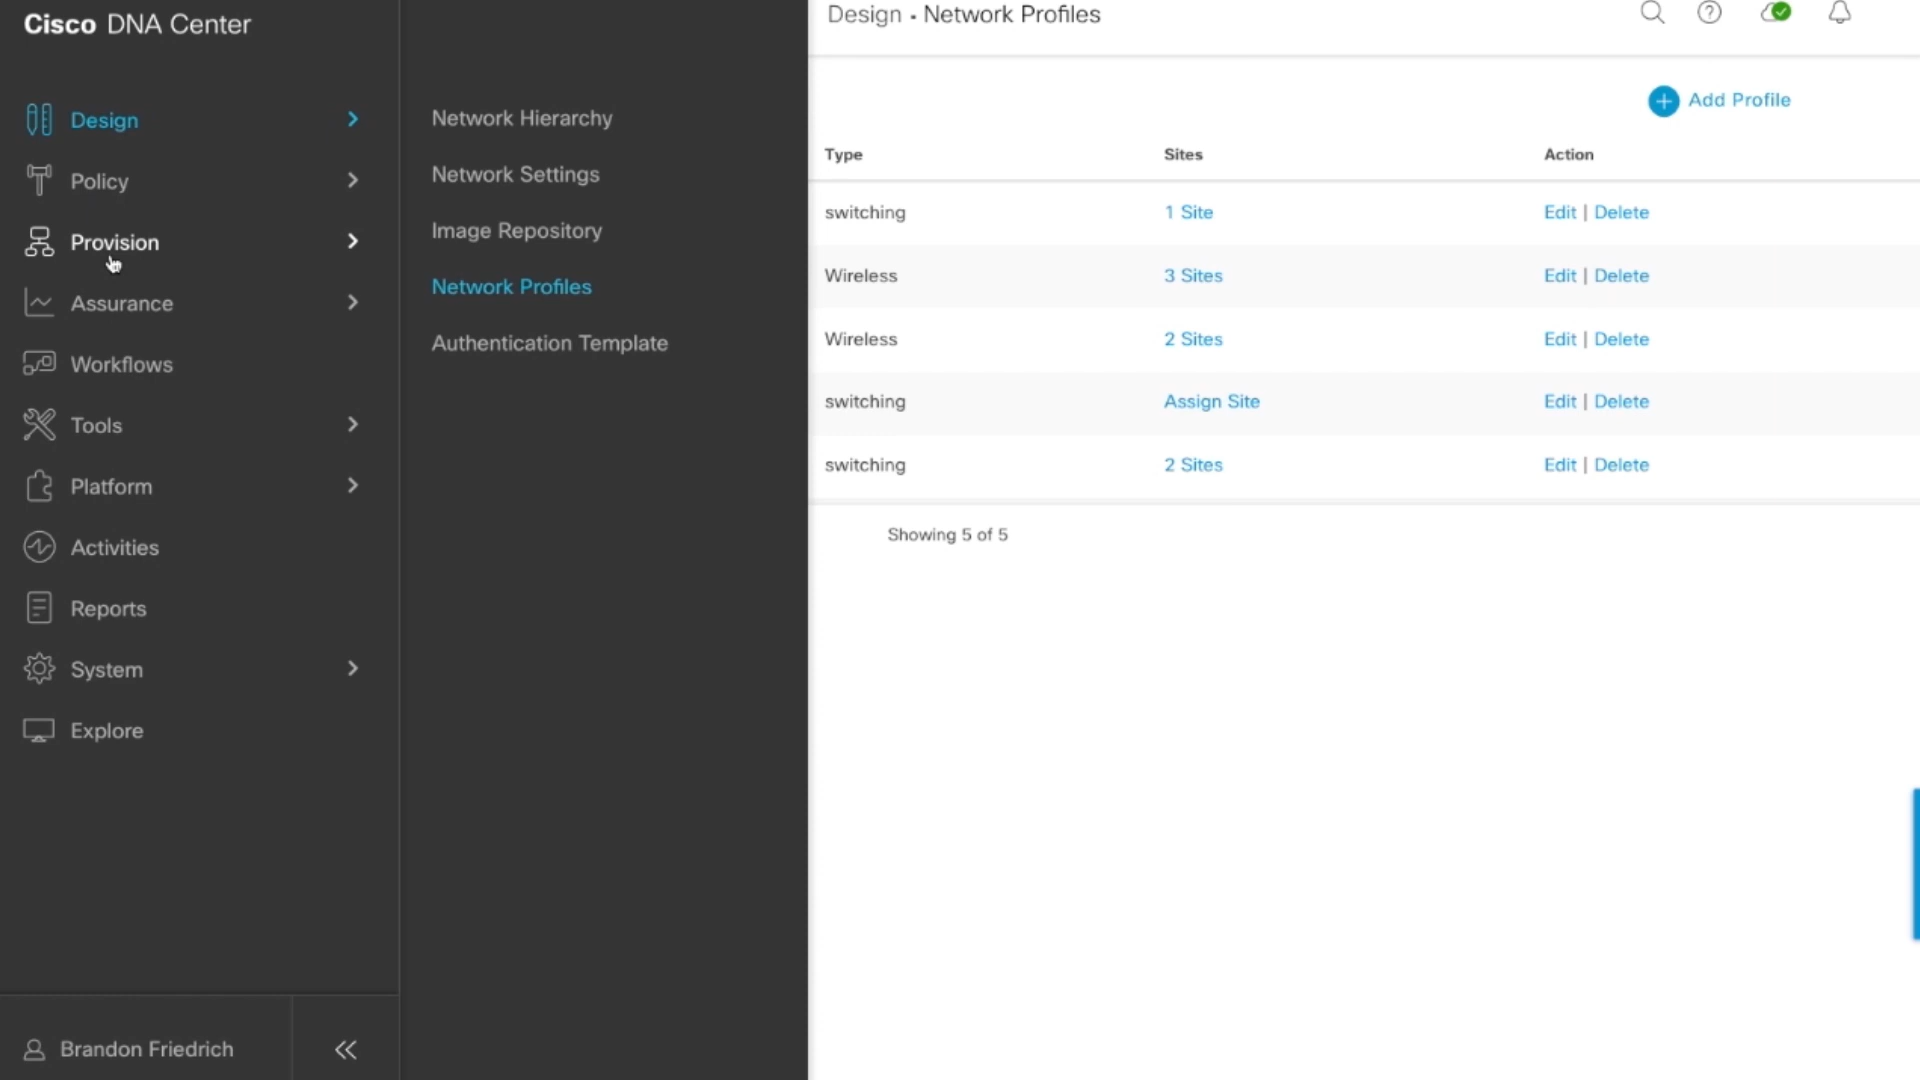 Cisco DNA Center
Design
Policy
Provision
Assurance
Workflows
Tools
Platform
Activities
Reports
System
Explore
Brandon Friedrich
Network Hierarchy
Network Settings
Image Repository
Network Profiles
Authentication Template
Design • Network Profiles
Add Profile
Type Sites Action
switching 1 Site Edit | Delete
Wireless 3 Sites Edit | Delete
Wireless 2 Sites Edit | Delete
switching Assign Site Edit | Delete
switching 2 Sites Edit | Delete
Showing 5 of 5